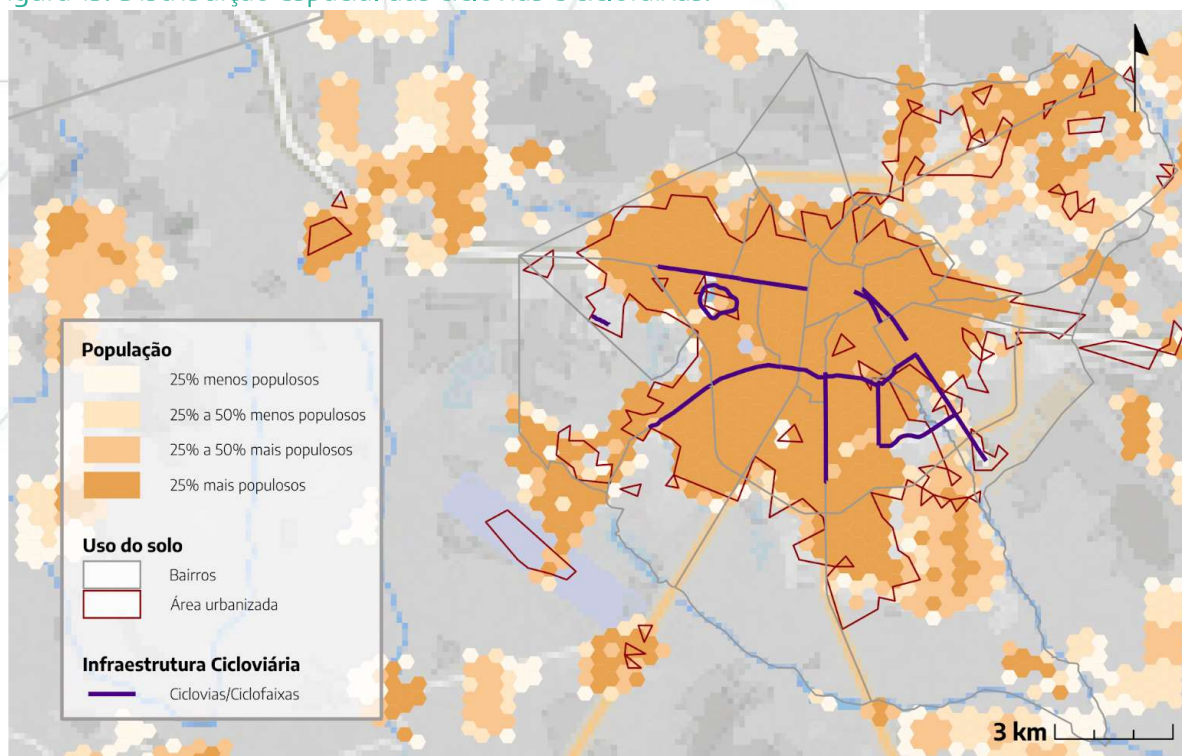 População
25% menos populosos
25% a 50% menos populosos
25% a 50% mais populosos
25% mais populosos
Uso do solo
Bairros
Área urbanizada
Infraestrutura Cicloviária
Ciclovias/Ciclofaixas
3 km